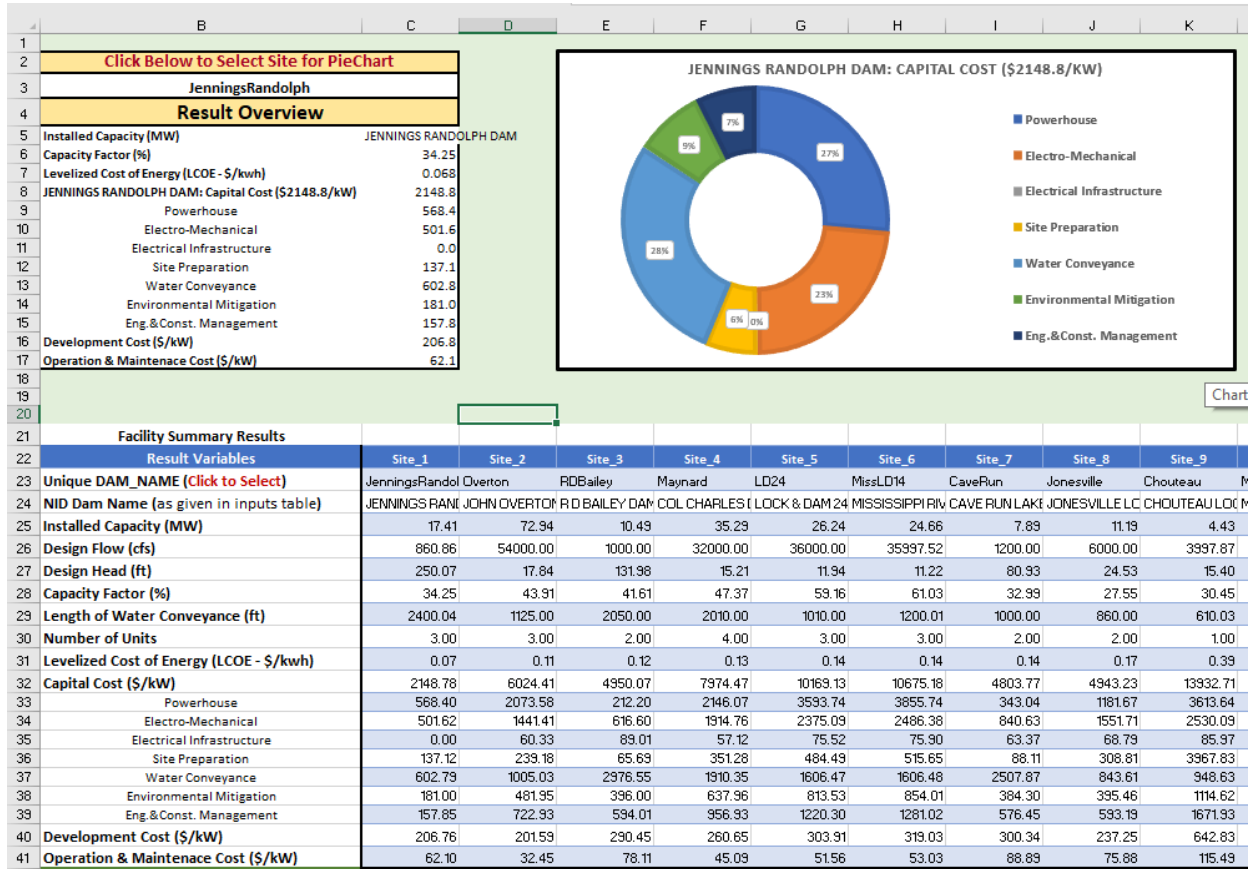 B C D E F G H I J K
1
2 Click Below to Select Site for PieChart
3 JenningsRandolph
4 Result Overview
5 Installed Capacity (MW) JENNINGS RANDOLPH DAM
6 Capacity Factor (%) 34.25
7 Levelized Cost of Energy (LCOE - $/kwh) 0.068
8 JENNINGS RANDOLPH DAM: Capital Cost ($2148.8/kW) 2148.8
9 Powerhouse 568.4
10 Electro-Mechanical 501.6
11 Electrical Infrastructure 0.0
12 Site Preparation 137.1
13 Water Conveyance 602.8
14 Environmental Mitigation 181.0
15 Eng.&Const. Management 157.8
16 Development Cost ($/kW) 206.8
17 Operation & Maintenace Cost ($/kW) 62.1
18
19
20
JENNINGS RANDOLPH DAM: CAPITAL COST ($2148.8/KW)
7%
9%
27%
28%
23%
6% 0%
Powerhouse
Electro-Mechanical
Electrical Infrastructure
Site Preparation
Water Conveyance
Environmental Mitigation
Eng.&Const. Management
Chart
21 Facility Summary Results
22 Result Variables Site_1 Site_2 Site_3 Site_4 Site_5 Site_6 Site_7 Site_8 Site_9
23 Unique DAM_NAME (Click to Select) JenningsRandol Overton RDBailey Maynard LD24 MissLD14 CaveRun Jonesville Chouteau
24 NID Dam Name (as given in inputs table) JENNINGS RAND JOHN OVERTON R D BAILEY DAM COL CHARLES D LOCK & DAM 24 MISSISSIPPI RIV CAVE RUN LAKE JONESVILLE LC CHOUTEAU LOC
25 Installed Capacity (MW) 17.41 72.94 10.49 35.29 26.24 24.66 7.89 11.19 4.43
26 Design Flow (cfs) 860.86 54000.00 1000.00 32000.00 36000.00 35997.52 1200.00 6000.00 3997.87
27 Design Head (ft) 250.07 17.84 131.98 15.21 11.94 11.22 80.93 24.53 15.40
28 Capacity Factor (%) 34.25 43.91 41.61 47.37 59.16 61.03 32.99 27.55 30.45
29 Length of Water Conveyance (ft) 2400.04 1125.00 2050.00 2010.00 1010.00 1200.01 1000.00 860.00 610.03
30 Number of Units 3.00 3.00 2.00 4.00 3.00 3.00 2.00 2.00 1.00
31 Levelized Cost of Energy (LCOE - $/kwh) 0.07 0.11 0.12 0.13 0.14 0.14 0.14 0.17 0.39
32 Capital Cost ($/kW) 2148.78 6024.41 4950.07 7974.47 10169.13 10675.18 4803.77 4943.23 13932.71
33 Powerhouse 568.40 2073.58 212.20 2146.07 3593.74 3855.74 343.04 1181.67 3613.64
34 Electro-Mechanical 501.62 1441.41 616.60 1914.76 2375.09 2486.38 840.63 1551.71 2530.09
35 Electrical Infrastructure 0.00 60.33 89.01 57.12 75.52 75.90 63.37 68.79 85.97
36 Site Preparation 137.12 239.18 65.69 351.28 484.49 515.65 88.11 308.81 3967.83
37 Water Conveyance 602.79 1005.03 2976.55 1910.35 1606.47 1606.48 2507.87 843.61 948.63
38 Environmental Mitigation 181.00 481.95 396.00 637.96 813.53 854.01 384.30 395.46 1114.62
39 Eng.&Const. Management 157.85 722.93 594.01 956.93 1220.30 1281.02 576.45 593.19 1671.93
40 Development Cost ($/kW) 206.76 201.59 290.45 260.65 303.91 319.03 300.34 237.25 642.83
41 Operation & Maintenace Cost ($/kW) 62.10 32.45 78.11 45.09 51.56 53.03 88.89 75.88 115.49